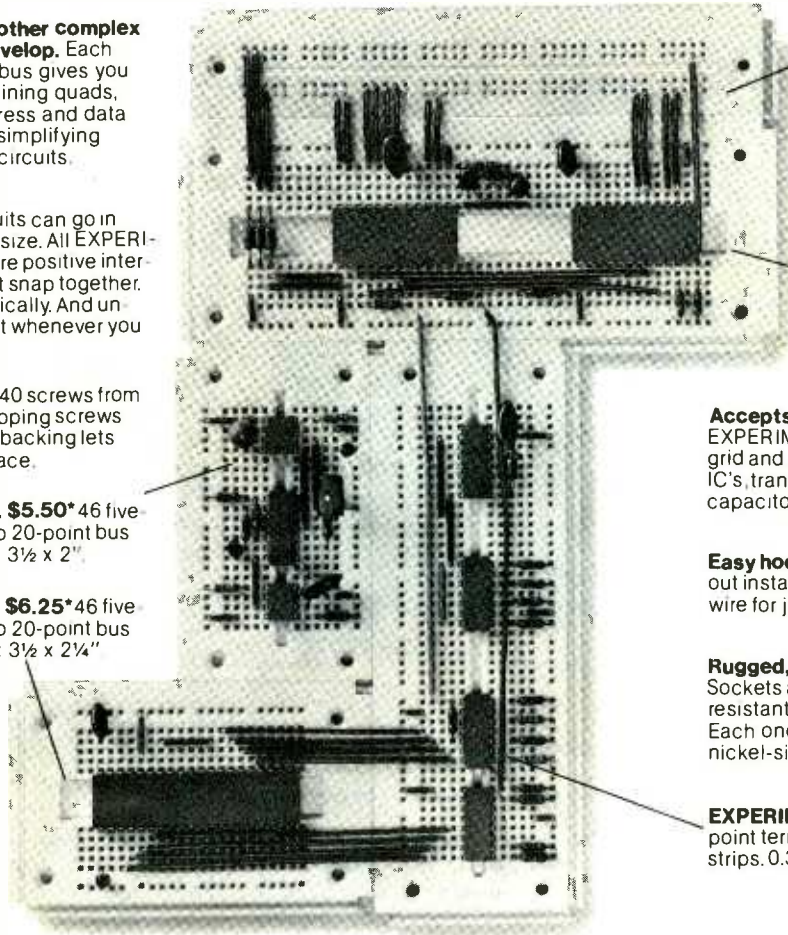 other complex
velop. Each
bus gives you
ining quads,
ress and data
simplifying
circuits.
uits can go in
size. All EXPERI-
re positive inter-
t snap together.
ically. And un-
t whenever you
40 screws from
oping screws
backing lets
ace.
$5.50* 46 five-
o 20-point bus
3½ x 2"
$6.25* 46 five-
o 20-point bus
3½ x 2¼"
Accepts
EXPERIM
grid and
IC's, tran
capacito
Easy hoo
out insta
wire for j
Rugged,
Sockets a
resistant
Each one
nickel-si
EXPERI
point terr
strips. 0.3